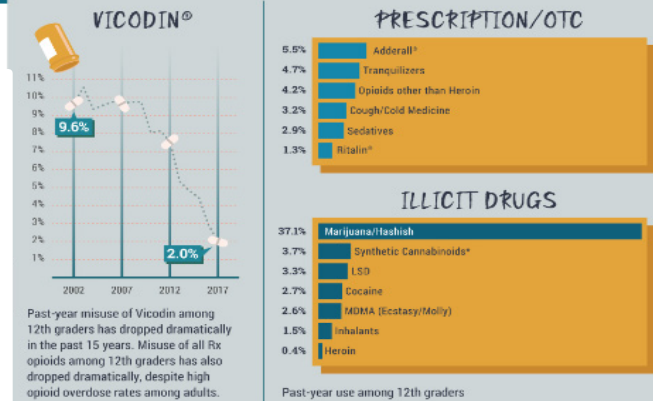 VICODIN®
11%
10%
9%
8%
7%
6%
5%
4%
3%
2%
1%
9.6%
2.0%
2002 2007 2012 2017
Past-year misuse of Vicodin among
12th graders has dropped dramatically
in the past 15 years. Misuse of all Rx
opioids among 12th graders has also
dropped dramatically, despite high
opioid overdose rates among adults.
PRESCRIPTION/OTC
5.5% Adderall®
4.7% Tranquilizers
4.2% Opioids other than Heroin
3.2% Cough/Cold Medicine
2.9% Sedatives
1.3% Ritalin®
ILLICIT DRUGS
37.1% Marijuana/Hashish
3.7% Synthetic Cannabinoids*
3.3% LSD
2.7% Cocaine
2.6% MDMA (Ecstasy/Molly)
1.5% Inhalants
0.4% Heroin
Past-year use among 12th graders